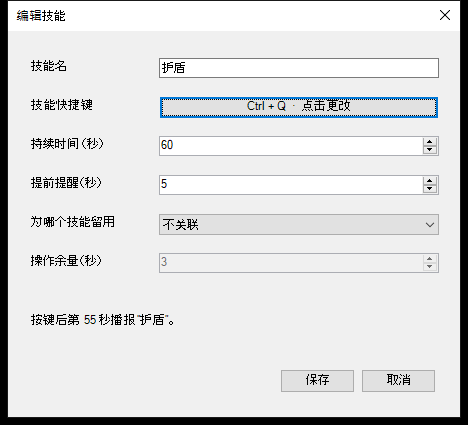 编辑技能
技能名 护盾
技能快捷键 Ctrl + Q · 点击更改
持续时间(秒) 60
提前提醒(秒) 5
为哪个技能留用 不关联
操作余量(秒) 3
按键后第 55 秒播报"护盾"。
保存 取消